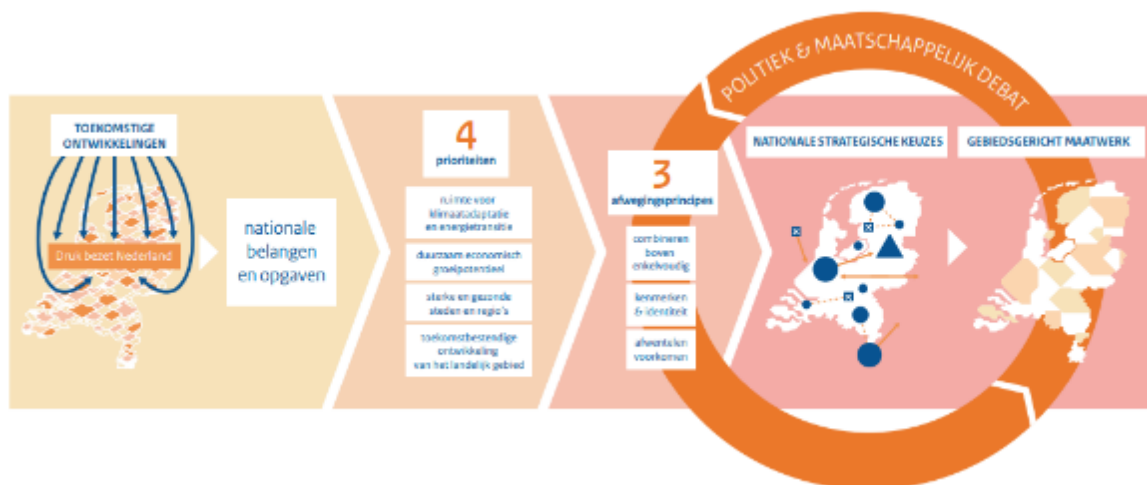 TOEKOMSTIGE
ONTWIKKELINGEN
Druk bezet Nederland
nationale
belangen
en opgaven
4
prioriteiten
ruimte voor
klimaatadaptatie
en energietransitie
duurzaam economisch
groeipotentieel
sterke en gezonde
steden en regio's
toekomstbestendige
ontwikkeling
van het landelijk gebied
3
afwegingsprincipes
combineren
boven
enkelvoudig
kenmerken
& identiteit
afwentelen
voorkomen
POLITIEK & MAATSCHAPPELIJK DEBAT
NATIONALE STRATEGISCHE KEUZES
GEBIEDSGERICHT MAATWERK